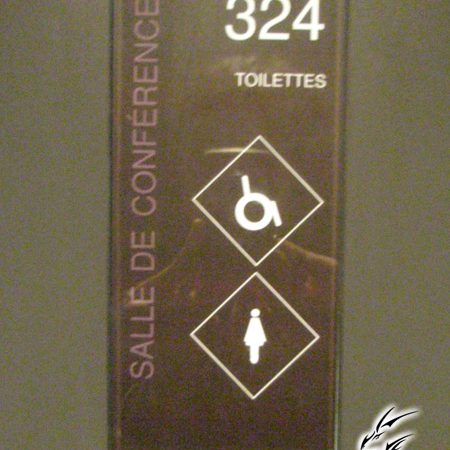 324
TOILETTES
SALLE DE CONFÉRENCE